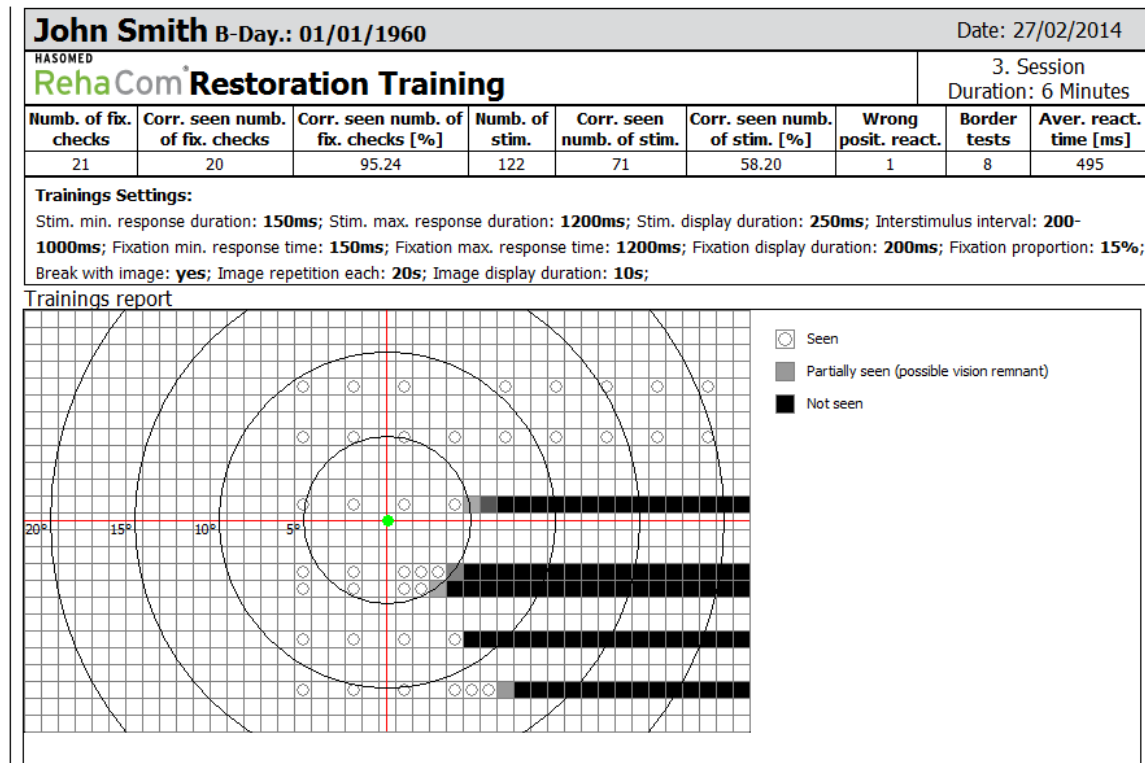 John Smith B-Day.: 01/01/1960 Date: 27/02/2014
HASOMED
RehaCom® Restoration Training
3. Session
Duration: 6 Minutes
Numb. of fix. checks Corr. seen numb. of fix. checks Corr. seen numb. of fix. checks [%] Numb. of stim. Corr. seen numb. of stim. Corr. seen numb. of stim. [%] Wrong posit. react. Border tests Aver. react. time [ms]
21 20 95.24 122 71 58.20 1 8 495
Trainings Settings:
Stim. min. response duration: 150ms; Stim. max. response duration: 1200ms; Stim. display duration: 250ms; Interstimulus interval: 200-
1000ms; Fixation min. response time: 150ms; Fixation max. response time: 1200ms; Fixation display duration: 200ms; Fixation proportion: 15%;
Break with image: yes; Image repetition each: 20s; Image display duration: 10s;
Trainings report
Seen
Partially seen (possible vision remnant)
Not seen
20° 15° 10° 5°